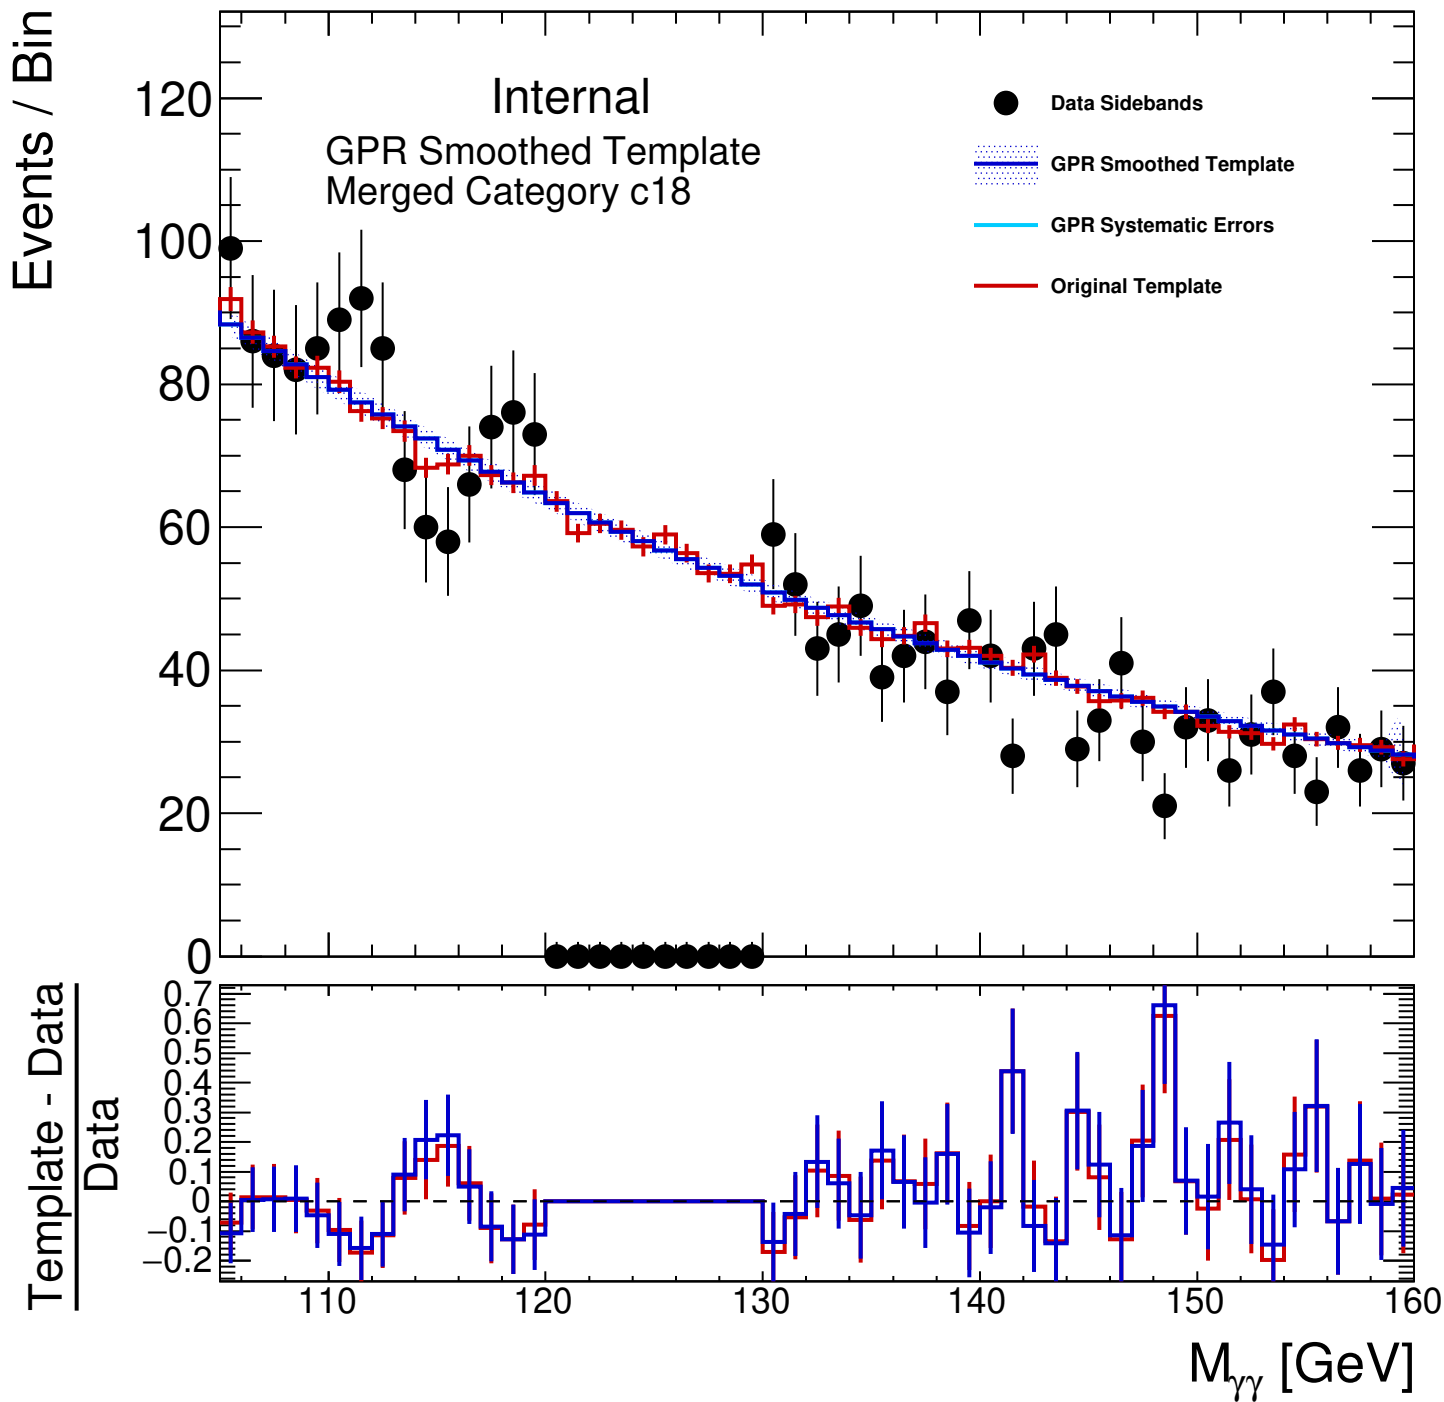 Events / Bin
120
100
80
60
40
20
0
Internal
GPR Smoothed Template
Merged Category c18
Data Sidebands
GPR Smoothed Template
GPR Systematic Errors
Original Template
Template - Data
Data
0.7
0.6
0.5
0.4
0.3
0.2
0.1
0
−0.1
−0.2
110 120 130 140 150 160
Mγγ [GeV]